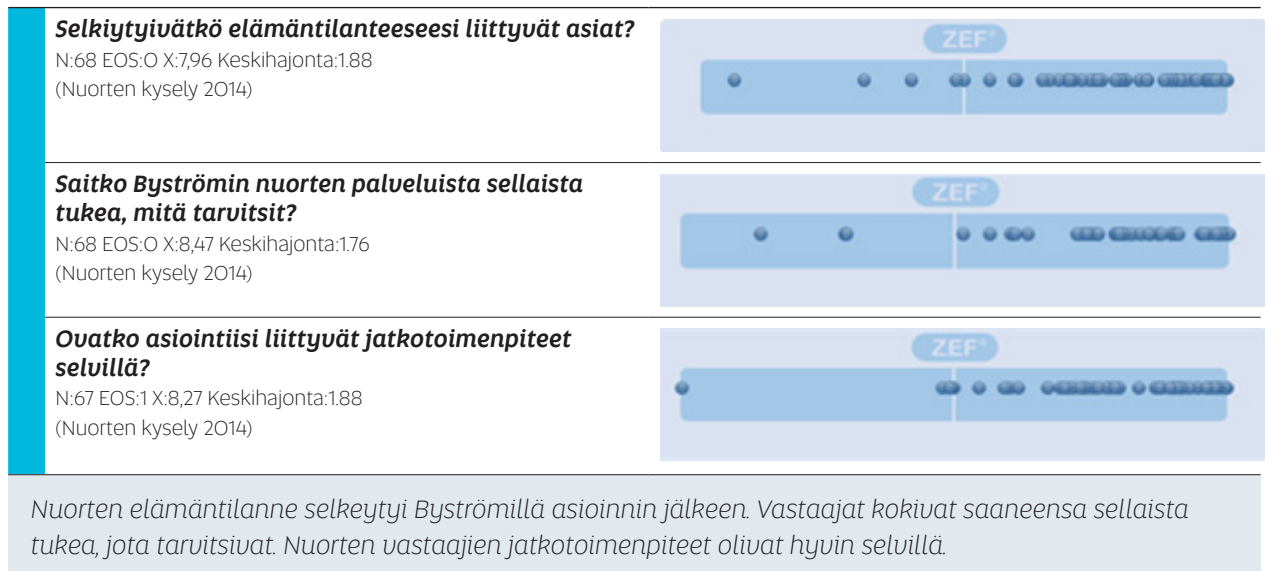 Selkiytyivätkö elämäntilanteeseesi liittyvät asiat?
N:68 EOS:0 X:7,96 Keskihajonta:1.88
(Nuorten kysely 2014)
ZEF®
Saitko Byströmin nuorten palveluista sellaista
tukea, mitä tarvitsit?
N:68 EOS:0 X:8,47 Keskihajonta:1.76
(Nuorten kysely 2014)
ZEF®
Ovatko asiointiisi liittyvät jatkotoimenpiteet
selvillä?
N:67 EOS:1 X:8,27 Keskihajonta:1.88
(Nuorten kysely 2014)
ZEF®
Nuorten elämäntilanne selkeytyi Byströmillä asioinnin jälkeen. Vastaajat kokivat saaneensa sellaista
tukea, jota tarvitsivat. Nuorten vastaajien jatkotoimenpiteet olivat hyvin selvillä.